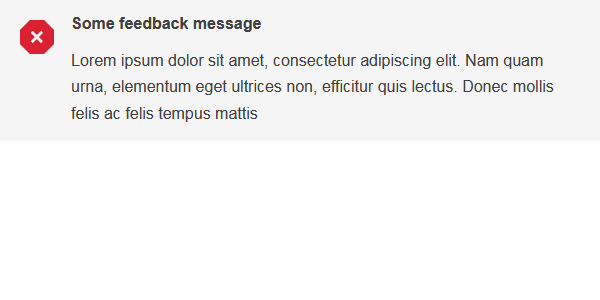 Some feedback message
Lorem ipsum dolor sit amet, consectetur adipiscing elit. Nam quam
urna, elementum eget ultrices non, efficitur quis lectus. Donec mollis
felis ac felis tempus mattis